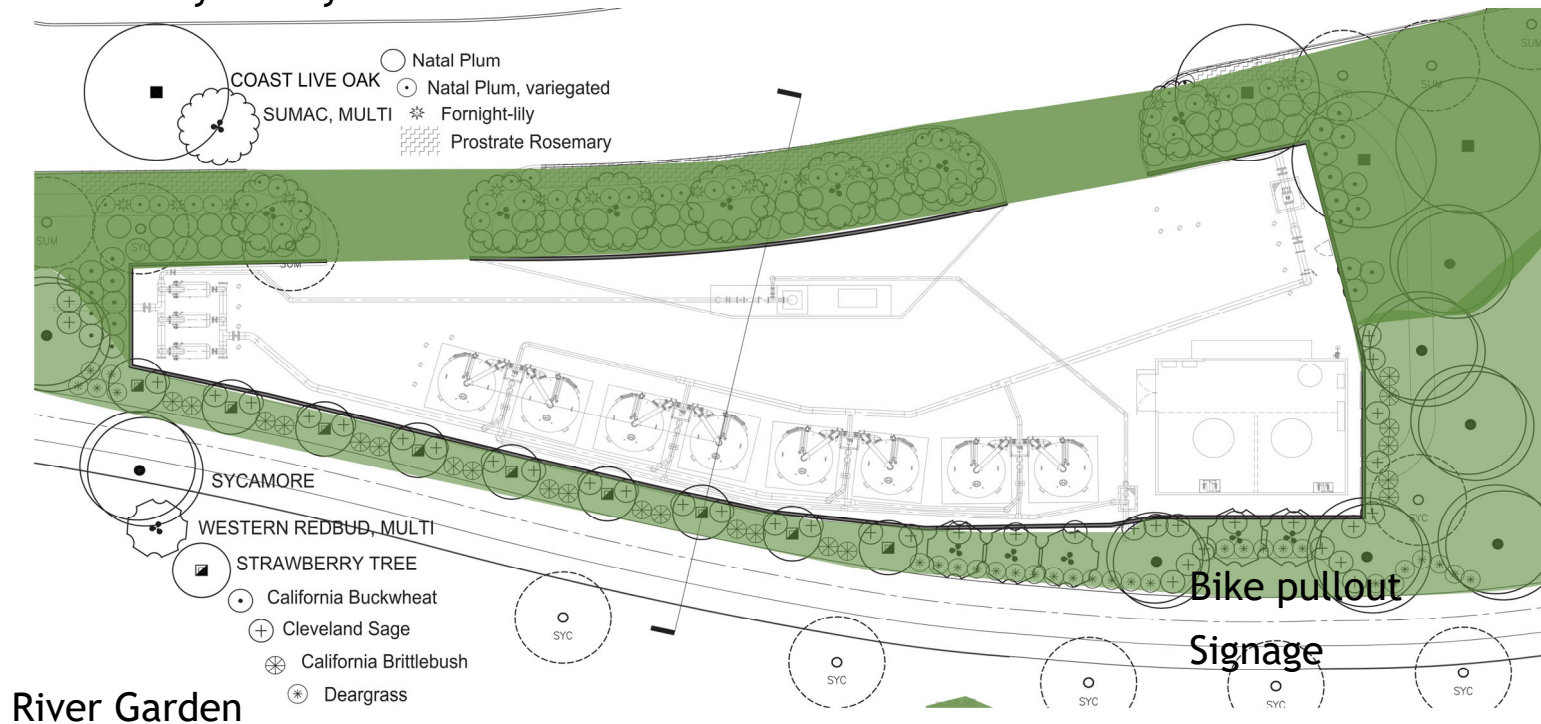 COAST LIVE OAK
SUMAC, MULTI
Natal Plum
Natal Plum, variegated
Fornight-lily
Prostrate Rosemary
SUM
SYC
SUM
SUM
SYC
SUM
SYCAMORE
WESTERN REDBUD, MULTI
STRAWBERRY TREE
California Buckwheat
Cleveland Sage
California Brittlebush
Deargrass
River Garden
SYC
SYC
SYC
SYC
SYC
SYC
Bike pullout
Signage